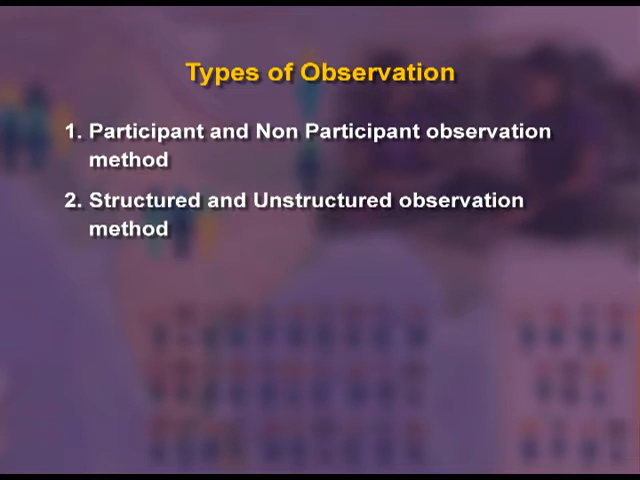 Types of Observation
1. Participant and Non Participant observation
method
2. Structured and Unstructured observation
method